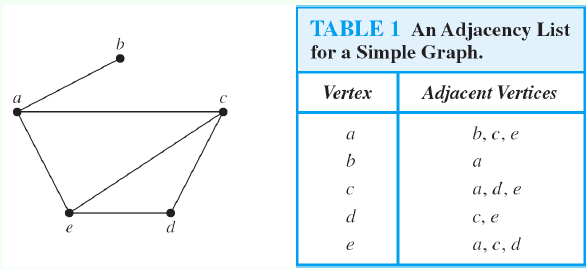 b
a
c
e
d
TABLE 1 An Adjacency List
for a Simple Graph.
Vertex Adjacent Vertices
a b, c, e
b a
c a, d, e
d c, e
e a, c, d